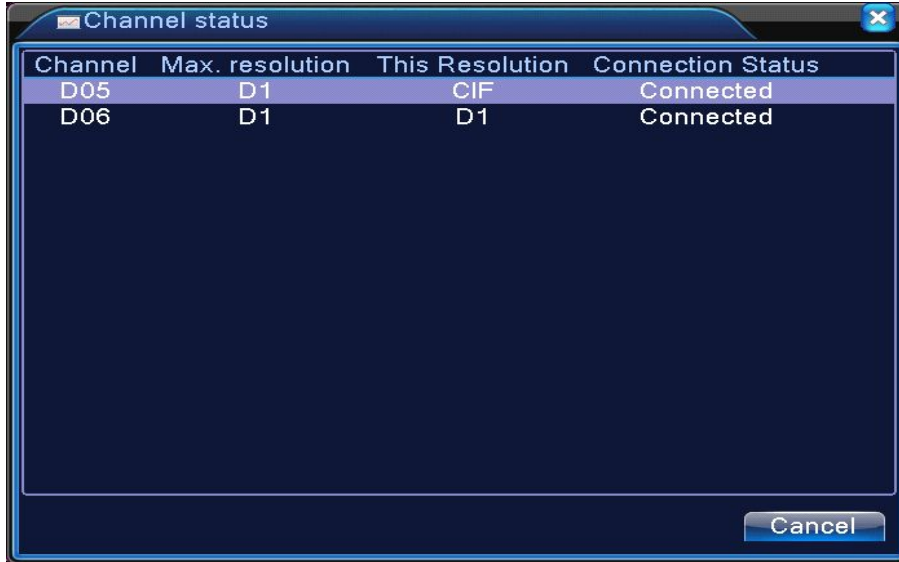 Channel status
Channel Max. resolution This Resolution Connection Status
D05 D1 CIF Connected
D06 D1 D1 Connected
Cancel